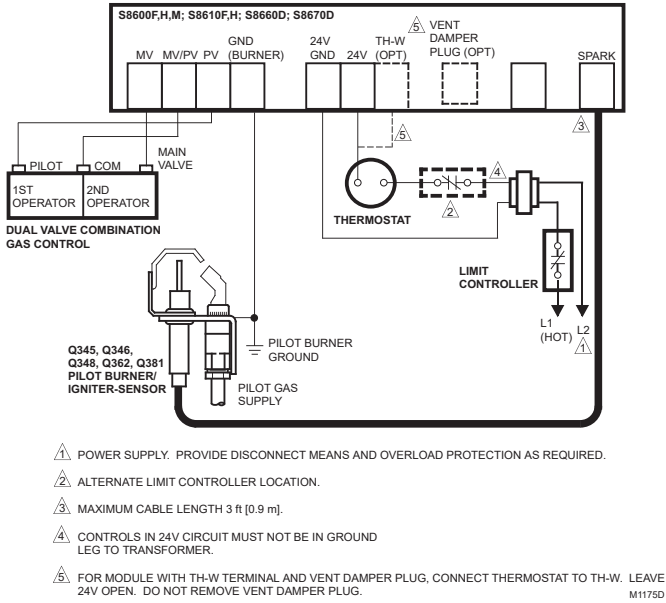 S8600F,H,M; S8610F,H; S8660D; S8670D
MV MV/PV PV
GND
(BURNER)
24V
GND
24V
TH-W
(OPT)
5
VENT
DAMPER
PLUG (OPT)
SPARK
3
5
4
2
PILOT
COM
MAIN
VALVE
1ST
OPERATOR
2ND
OPERATOR
DUAL VALVE COMBINATION
GAS CONTROL
THERMOSTAT
LIMIT
CONTROLLER
L1
(HOT)
L2
1
PILOT BURNER
GROUND
Q345, Q346,
Q348, Q362, Q381
PILOT BURNER/
IGNITER-SENSOR
PILOT GAS
SUPPLY
1 POWER SUPPLY. PROVIDE DISCONNECT MEANS AND OVERLOAD PROTECTION AS REQUIRED.
2 ALTERNATE LIMIT CONTROLLER LOCATION.
3 MAXIMUM CABLE LENGTH 3 ft [0.9 m].
4 CONTROLS IN 24V CIRCUIT MUST NOT BE IN GROUND
LEG TO TRANSFORMER.
5 FOR MODULE WITH TH-W TERMINAL AND VENT DAMPER PLUG, CONNECT THERMOSTAT TO TH-W. LEAVE
24V OPEN. DO NOT REMOVE VENT DAMPER PLUG.
M1175D